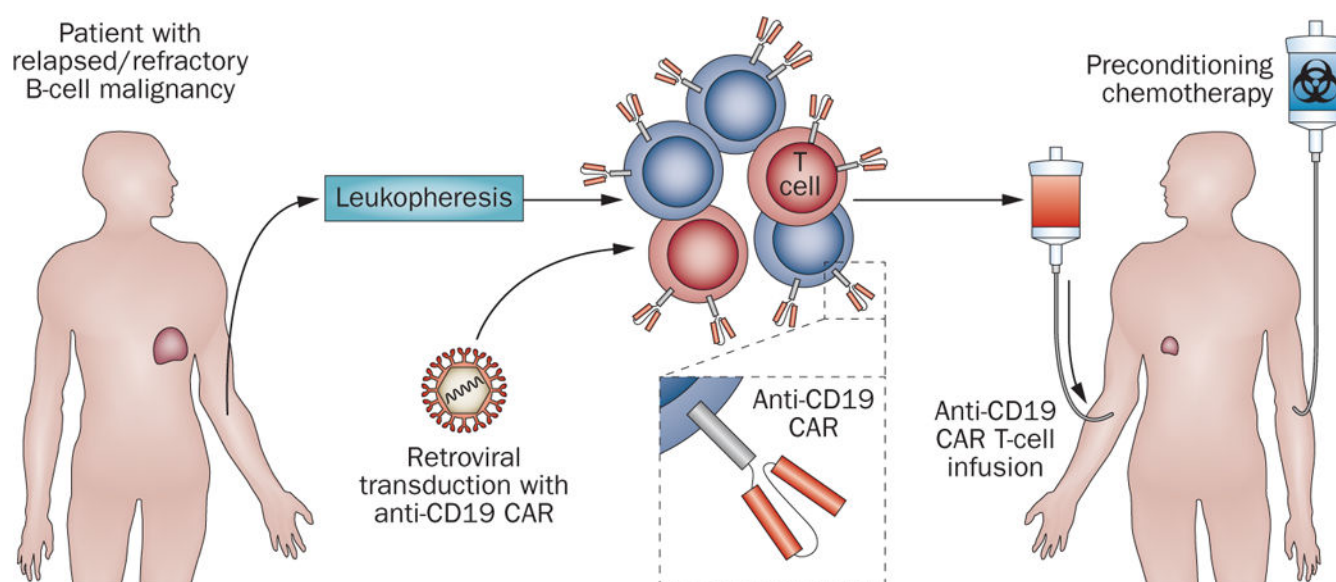 Patient with
relapsed/refractory
B-cell malignancy
Leukopheresis
Retroviral
transduction with
anti-CD19 CAR
T
cell
Anti-CD19
CAR
Preconditioning
chemotherapy
Anti-CD19
CAR T-cell
infusion